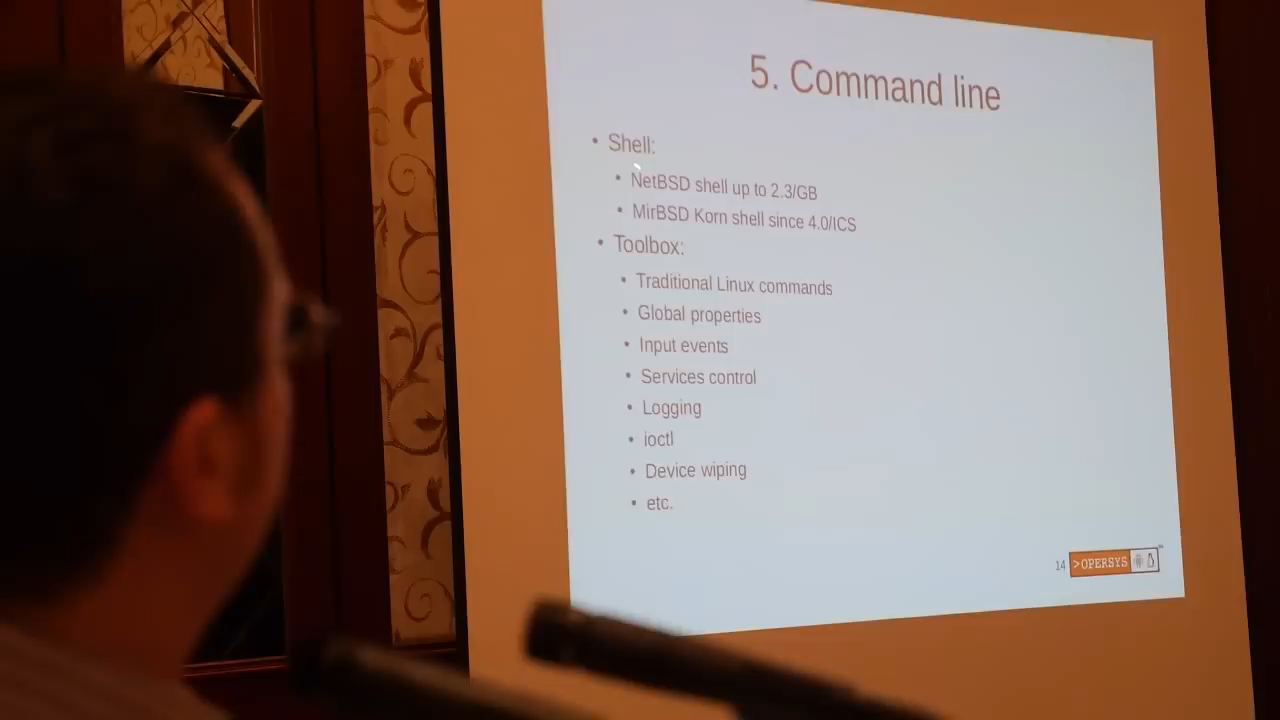 5. Command line
• Shell:
• NetBSD shell up to 2.3/GB
• MirBSD Korn shell since 4.0/ICS
• Toolbox:
• Traditional Linux commands
• Global properties
• Input events
• Services control
• Logging
• ioctl
• Device wiping
• etc.
14 >OPERSYS